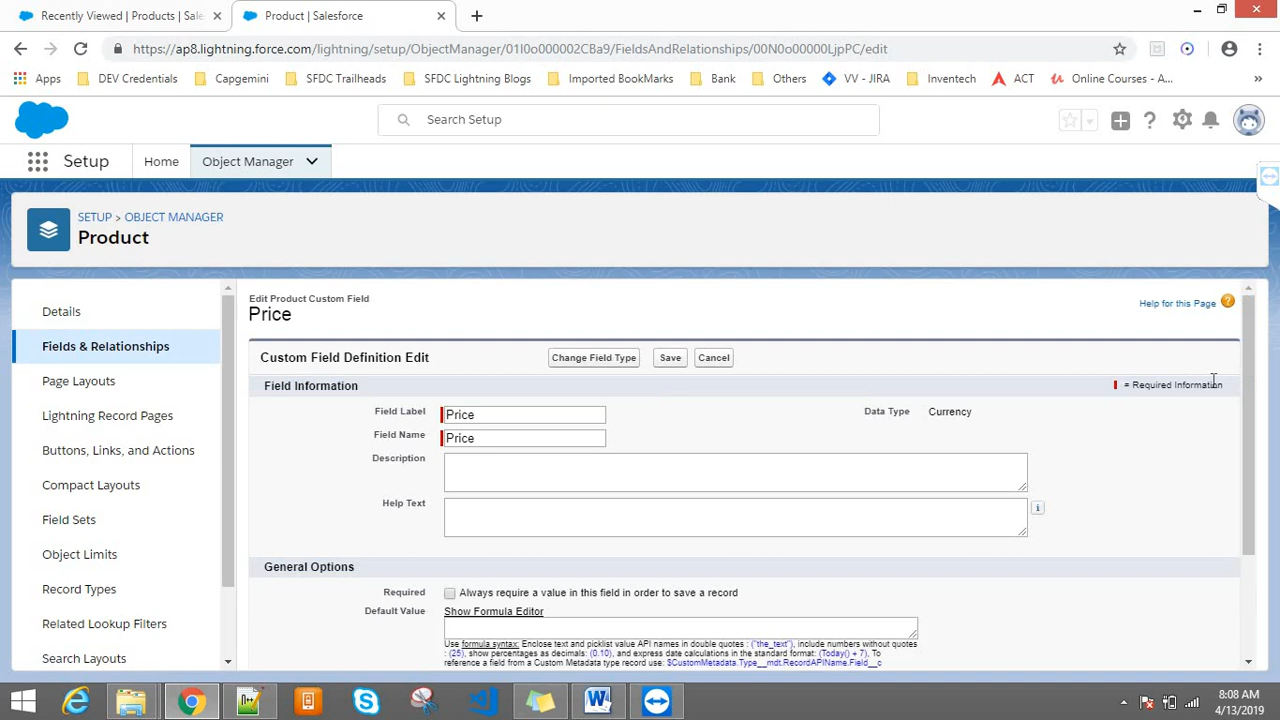 Recently Viewed | Products | Sale
Product | Salesforce
https://ap8.lightning.force.com/lightning/setup/ObjectManager/01I0o000002CBa9/FieldsAndRelationships/00N0o00000LjpPC/edit
Apps
DEV Credentials
Capgemini
SFDC Trailheads
SFDC Lightning Blogs
Imported BookMarks
Bank
Others
VV - JIRA
Inventech
ACT
Online Courses - A...
»
Search Setup
Setup
Home
Object Manager
SETUP > OBJECT MANAGER
Product
Details
Fields & Relationships
Page Layouts
Lightning Record Pages
Buttons, Links, and Actions
Compact Layouts
Field Sets
Object Limits
Record Types
Related Lookup Filters
Search Layouts
Edit Product Custom Field
Price
Help for this Page
Custom Field Definition Edit
Change Field Type
Save
Cancel
Field Information
= Required Information
Field Label
Price
Data Type
Currency
Field Name
Price
Description
Help Text
General Options
Required
Always require a value in this field in order to save a record
Default Value
Show Formula Editor
Use formula syntax: Enclose text and picklist value API names in double quotes : ("the_text"), include numbers without quotes
: (25), show percentages as decimals: (0.10), and express date calculations in the standard format: (Today() + 7), To
reference a field from a Custom Metadata type record use: $CustomMetadata.Type__mdt.RecordAPIName.Field__c
8:08 AM
4/13/2019